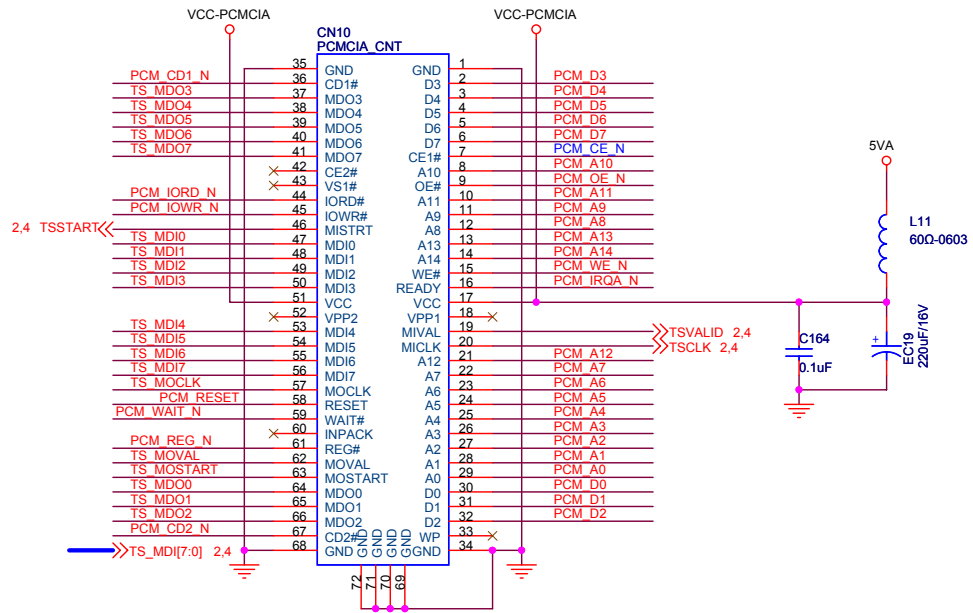 VCC-PCMCIA
VCC-PCMCIA
CN10
PCMCIA_CNT
35 GND GND 1
PCM_CD1_N 36 CD1# D3 2 PCM_D3
TS_MDO3 37 MDO3 D4 3 PCM_D4
TS_MDO4 38 MDO4 D5 4 PCM_D5
TS_MDO5 39 MDO5 D6 5 PCM_D6
TS_MDO6 40 MDO6 D7 6 PCM_D7
TS_MDO7 41 MDO7 CE1# 7 PCM_CE_N
42 CE2# A10 8 PCM_A10
43 VS1# OE# 9 PCM_OE_N
PCM_IORD_N 44 IORD# A11 10 PCM_A11
PCM_IOWR_N 45 IOWR# A9 11 PCM_A9
2,4 TSSTART 46 MISTRT A8 12 PCM_A8
TS_MDI0 47 MDI0 A13 13 PCM_A13
TS_MDI1 48 MDI1 A14 14 PCM_A14
TS_MDI2 49 MDI2 WE# 15 PCM_WE_N
TS_MDI3 50 MDI3 READY 16 PCM_IRQA_N
51 VCC VCC 17
52 VPP2 VPP1 18
TS_MDI4 53 MDI4 MIVAL 19 TSVALID 2,4
TS_MDI5 54 MDI5 MICLK 20 TSCLK 2,4
TS_MDI6 55 MDI6 A12 21 PCM_A12
TS_MDI7 56 MDI7 A7 22 PCM_A7
TS_MOCLK 57 MOCLK A6 23 PCM_A6
PCM_RESET 58 RESET A5 24 PCM_A5
PCM_WAIT_N 59 WAIT# A4 25 PCM_A4
60 INPACK A3 26 PCM_A3
PCM_REG_N 61 REG# A2 27 PCM_A2
TS_MOVAL 62 MOVAL A1 28 PCM_A1
TS_MOSTART 63 MOSTART A0 29 PCM_A0
TS_MDO0 64 MDO0 D0 30 PCM_D0
TS_MDO1 65 MDO1 D1 31 PCM_D1
TS_MDO2 66 MDO2 D2 32 PCM_D2
PCM_CD2_N 67 CD2# WP 33
TS_MDI[7:0] 2,4 68 GND GND 34
GND GND GND GND
72 71 70 69
5VA
L11
60Ω-0603
C164
0.1uF
+
EC19
220uF/16V